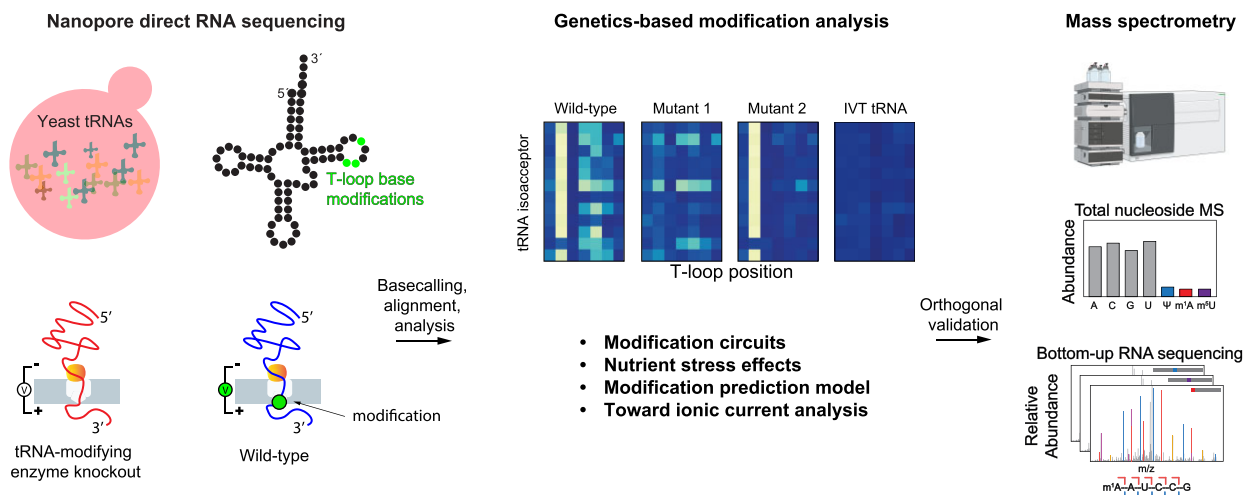 Nanopore direct RNA sequencing
Yeast tRNAs
3´
5´
T-loop base
modifications
5′
-
V
+
3′
tRNA-modifying
enzyme knockout
5′
-
V
+
3′
modification
Wild-type
Basecalling,
alignment,
analysis
Genetics-based modification analysis
Wild-type
Mutant 1
Mutant 2
IVT tRNA
tRNA isoacceptor
T-loop position
• Modification circuits
• Nutrient stress effects
• Modification prediction model
• Toward ionic current analysis
Orthogonal
validation
Mass spectrometry
Total nucleoside MS
Abundance
A C G U Ψ m¹A m⁵U
Bottom-up RNA sequencing
Relative
Abundance
m/z
m¹A–A–U–C–C–G